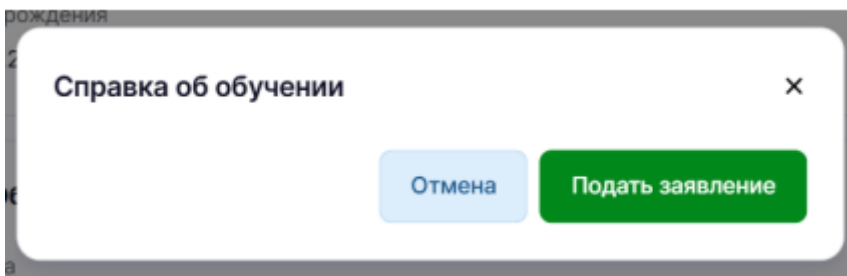 рождения
Справка об обучении
Отмена
Подать заявление